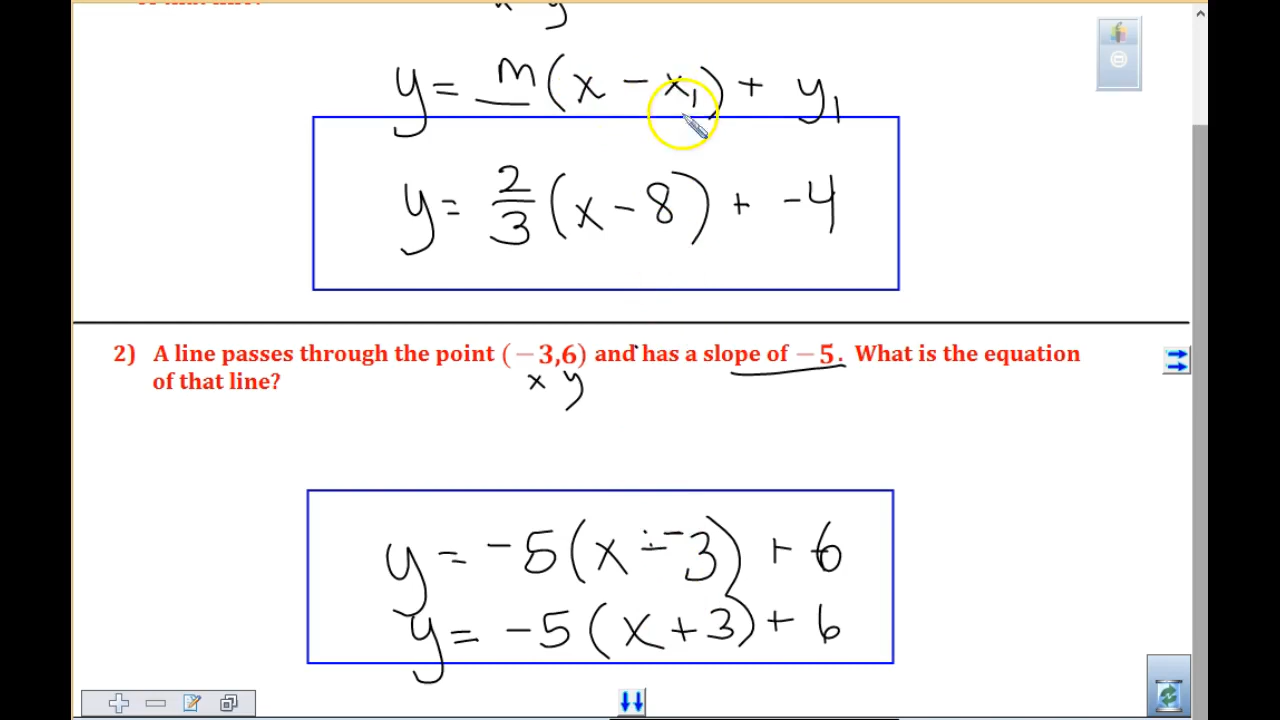 x y
y = m(x - x₁) + y₁
y = 2/3 (x - 8) + -4
2) A line passes through the point (−3,6) and has a slope of −5. What is the equation
x y
of that line?
y = -5(x - -3) + 6
y = -5(x + 3) + 6